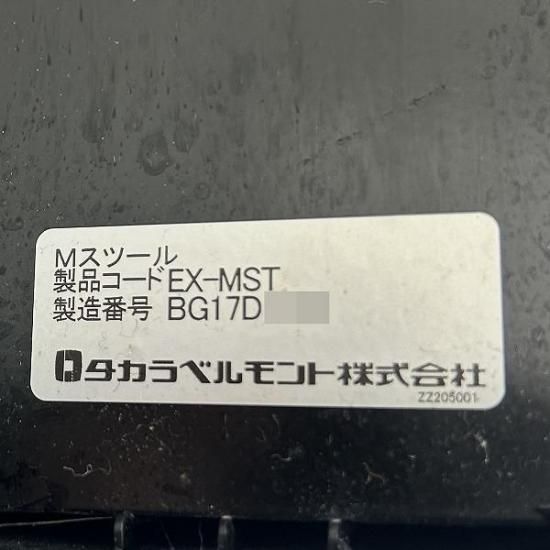 Mスツール
製品コードEX-MST
製造番号 BG17D
タカラベルモント株式会社
ZZ205001